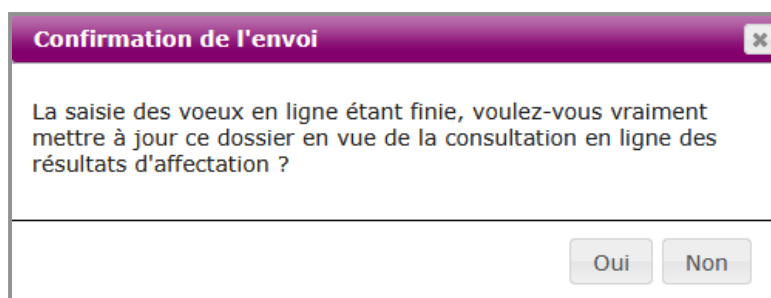 Confirmation de l'envoi
La saisie des voeux en ligne étant finie, voulez-vous vraiment
mettre à jour ce dossier en vue de la consultation en ligne des
résultats d'affectation ?
Oui Non